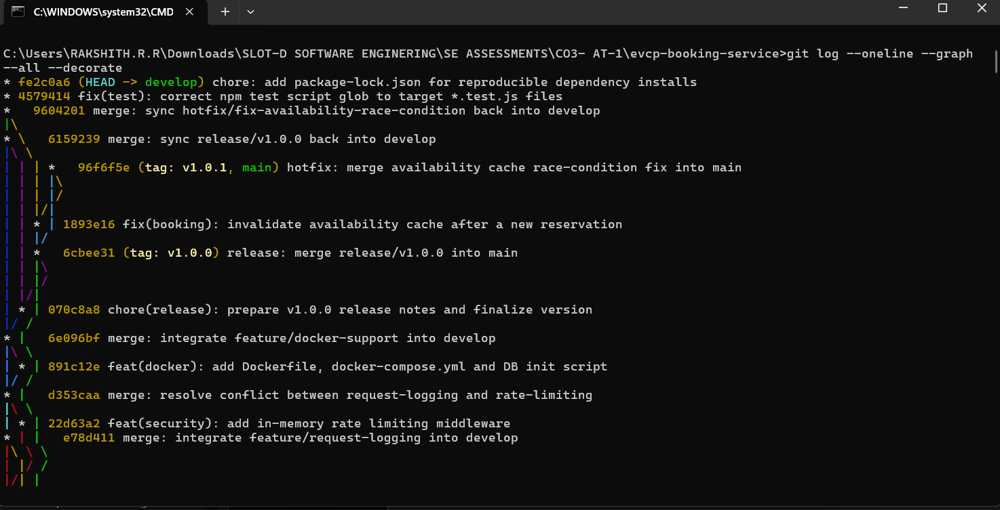 C:\WINDOWS\system32\CMD
C:\Users\RAKSHITH.R.R\Downloads\SLOT-D SOFTWARE ENGINERING\SE ASSESSMENTS\CO3- AT-1\evcp-booking-service>git log --oneline --graph
--all --decorate
* fe2c0a6 (HEAD -> develop) chore: add package-lock.json for reproducible dependency installs
* 4579414 fix(test): correct npm test script glob to target *.test.js files
*   9604201 merge: sync hotfix/fix-availability-race-condition back into develop
|\
* \   6159239 merge: sync release/v1.0.0 back into develop
|\ \
| | | *   96f6f5e (tag: v1.0.1, main) hotfix: merge availability cache race-condition fix into main
| | | |\
| | | |/
| | |/|
| | * | 1893e16 fix(booking): invalidate availability cache after a new reservation
| | |/
| | *   6cbee31 (tag: v1.0.0) release: merge release/v1.0.0 into main
| | |\
| | |/
| |/|
| * | 070c8a8 chore(release): prepare v1.0.0 release notes and finalize version
|/ /
* |   6e096bf merge: integrate feature/docker-support into develop
|\ \
| * | 891c12e feat(docker): add Dockerfile, docker-compose.yml and DB init script
|/ /
* |   d353caa merge: resolve conflict between request-logging and rate-limiting
|\ \
| * | 22d63a2 feat(security): add in-memory rate limiting middleware
* | |   e78d411 merge: integrate feature/request-logging into develop
|\ \ \
| |/ /
|/| |